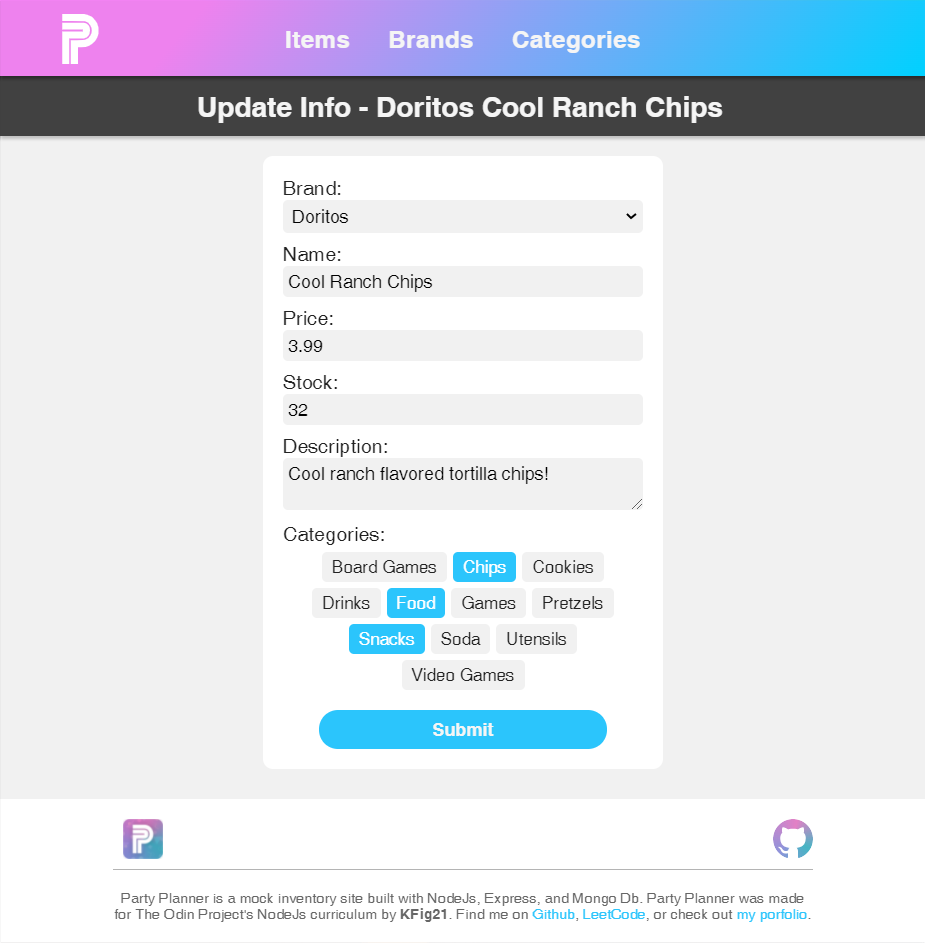 Items Brands Categories
Update Info - Doritos Cool Ranch Chips
Brand:
Doritos
Name:
Cool Ranch Chips
Price:
3.99
Stock:
32
Description:
Cool ranch flavored tortilla chips!
Categories:
Board Games Chips Cookies
Drinks Food Games Pretzels
Snacks Soda Utensils
Video Games
Submit
Party Planner is a mock inventory site built with NodeJs, Express, and Mongo Db. Party Planner was made
for The Odin Project's NodeJs curriculum by KFig21. Find me on Github, LeetCode, or check out my porfolio.